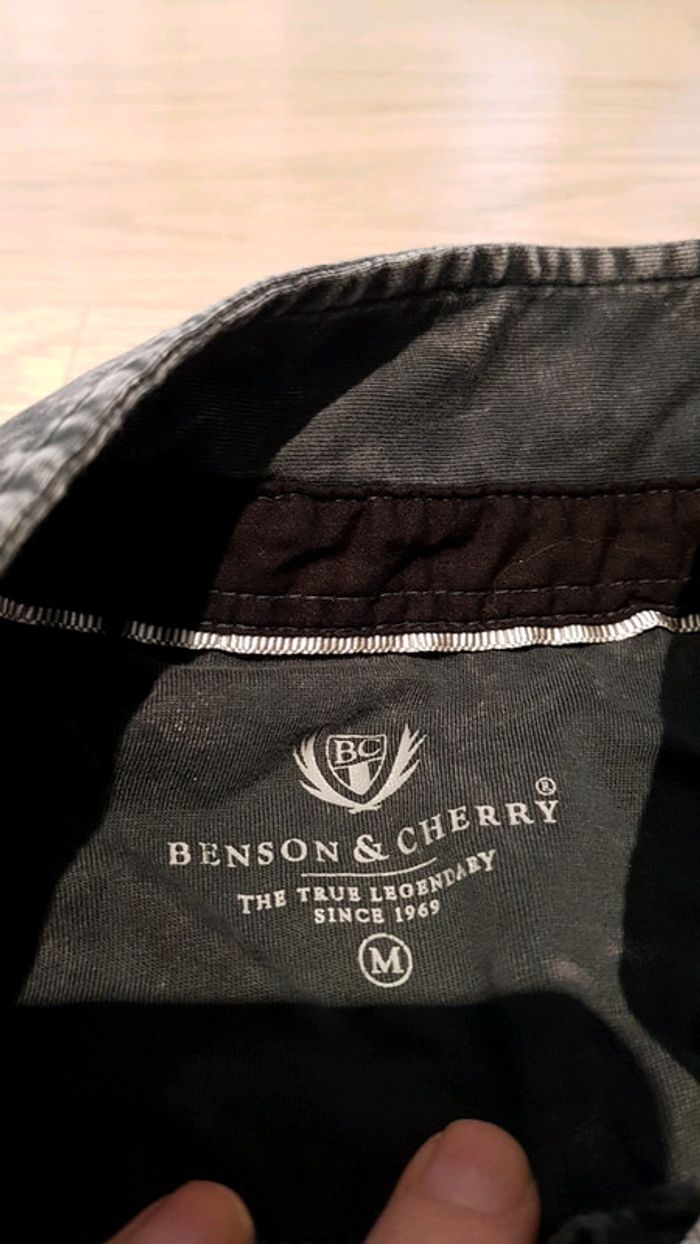 BC
BENSON & CHERRY®
THE TRUE LEGENDARY
SINCE 1969
M